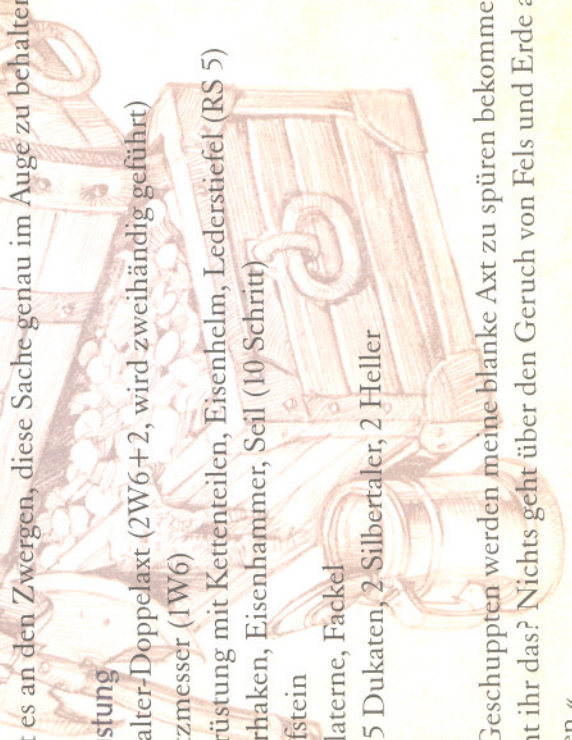 t es an den Zwergen, diese Sache genau im Auge zu behalten
stung
alter-Doppelaxt (2W6+2, wird zweihändig geführt)
zmesser (1W6)
rüstung mit Kettenteilen, Eisenhelm, Lederstiefel (RS 5)
rhaken, Eisenhammer, Seil (10 Schritt)
fstein
laterne, Fackel
5 Dukaten, 2 Silbertaler, 2 Heller
Geschuppten werden meine blanke Axt zu spüren bekomme
nt ihr das? Nichts geht über den Geruch von Fels und Erde a
en.“